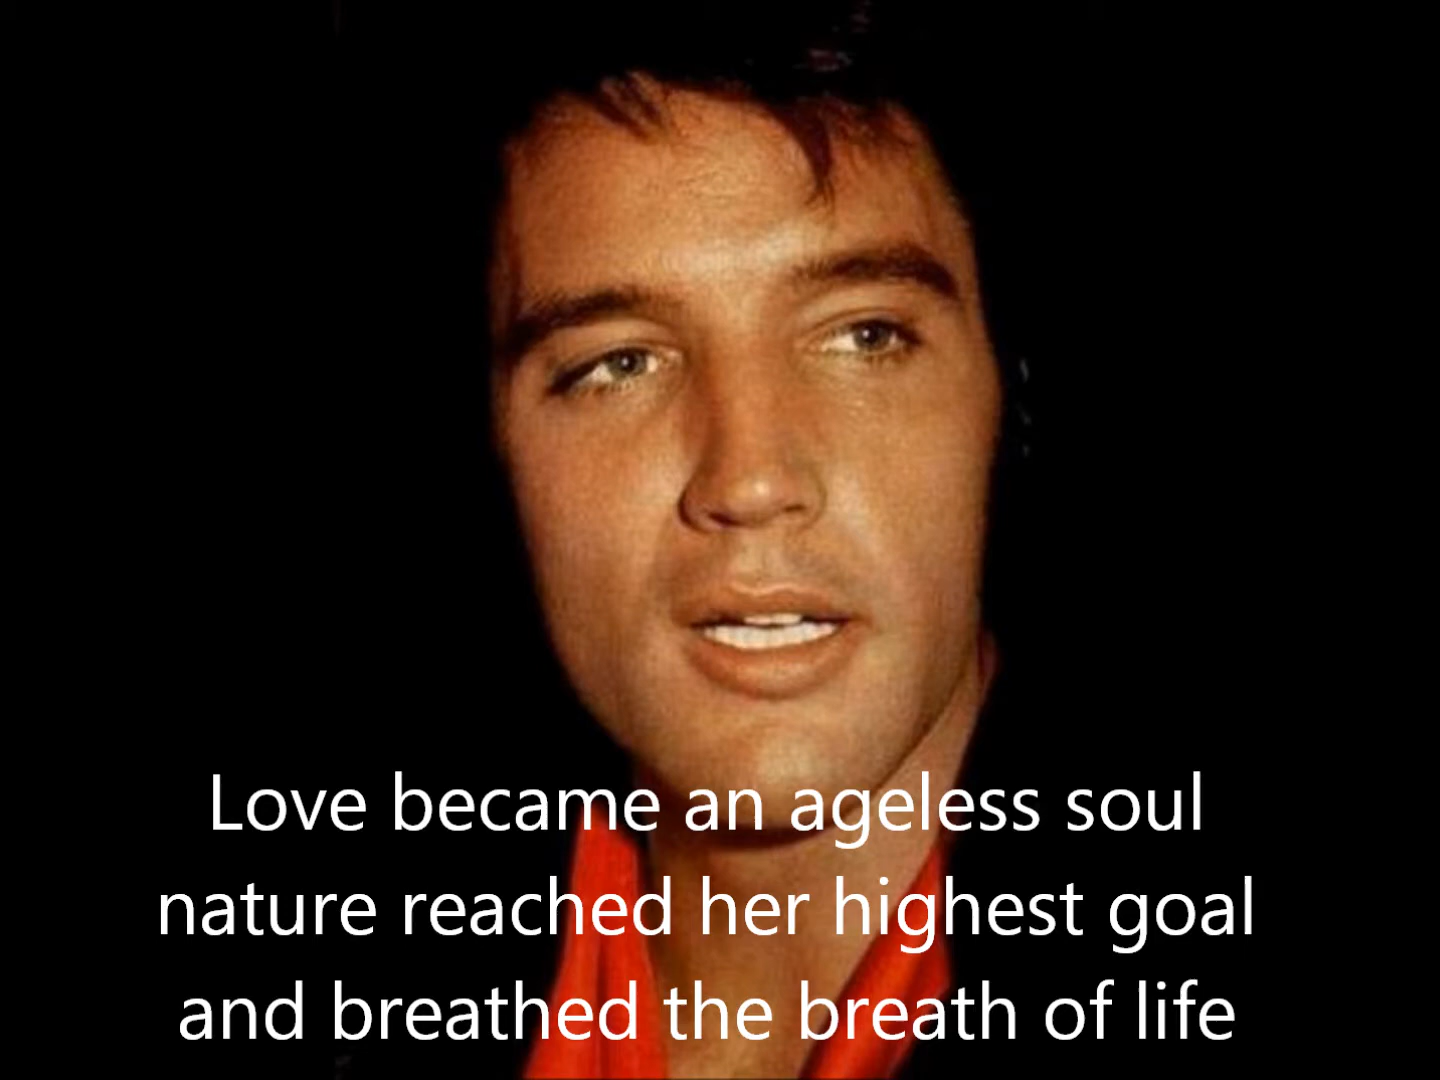 Love became an ageless soul
nature reached her highest goal
and breathed the breath of life